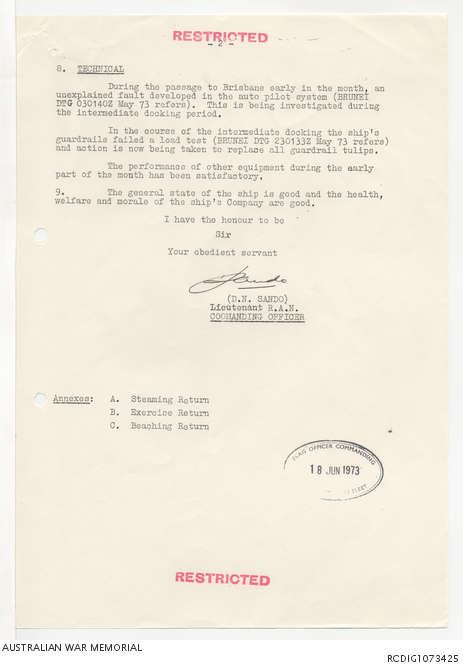 RESTRICTED
- 2 -
8. TECHNICAL
During the passage to Brisbane early in the month, an
unexplained fault developed in the auto pilot system (BRUNEI
DTG 030140Z May 73 refers). This is being investigated during
the intermediate docking period.
In the course of the intermediate docking the ship's
guardrails failed a load test (BRUNEI DTG 230133Z May 73 refers)
and action is now being taken to replace all guardrail tulips.
The performance of other equipment during the early
part of the month has been satisfactory.
9. The general state of the ship is good and the health,
welfare and morale of the ship's Company are good.
I have the honour to be
Sir
Your obedient servant
(D.N. SANDO)
Lieutenant R.A.N.
COOMANDING OFFICER
Annexes: A. Steaming Return
B. Exercise Return
C. Beaching Return
FLAG OFFICER COMMANDING
18 JUN 1973
FLEET
RESTRICTED
AUSTRALIAN WAR MEMORIAL
RCDIG1073425